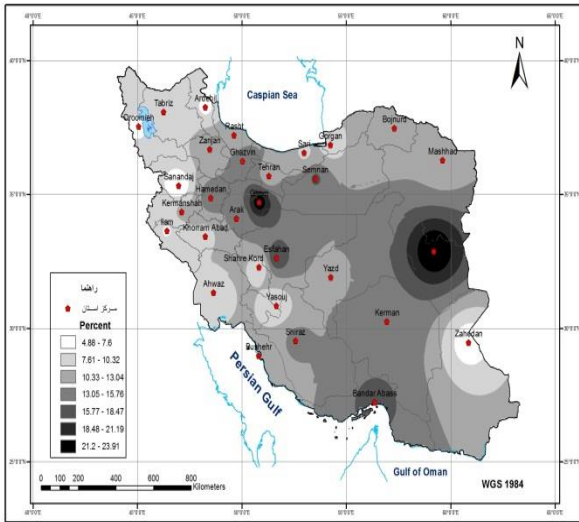 N
Caspian Sea
Tabriz
Ardebil
Oroomieh
Rasht
Zanjan
Ghazvin
Sari
Gorgan
Bojnurd
Mashhad
Tehran
Semnan
Sanandaj
Hamedan
Kermanshah
Arak
Ilam
Khorram Abad
Esfahan
Shahre Kord
Yazd
Ahwaz
Yasouj
Kerman
Shiraz
Zahedan
Bushehr
Bandar Abass
Persian Gulf
Gulf of Oman
راهنما
مرکز استان
Percent
4.88 - 7.6
7.61 - 10.32
10.33 - 13.04
13.05 - 15.76
15.77 - 18.47
18.48 - 21.19
21.2 - 23.91
0 100 200 400 600 800
Kilometers
WGS 1984